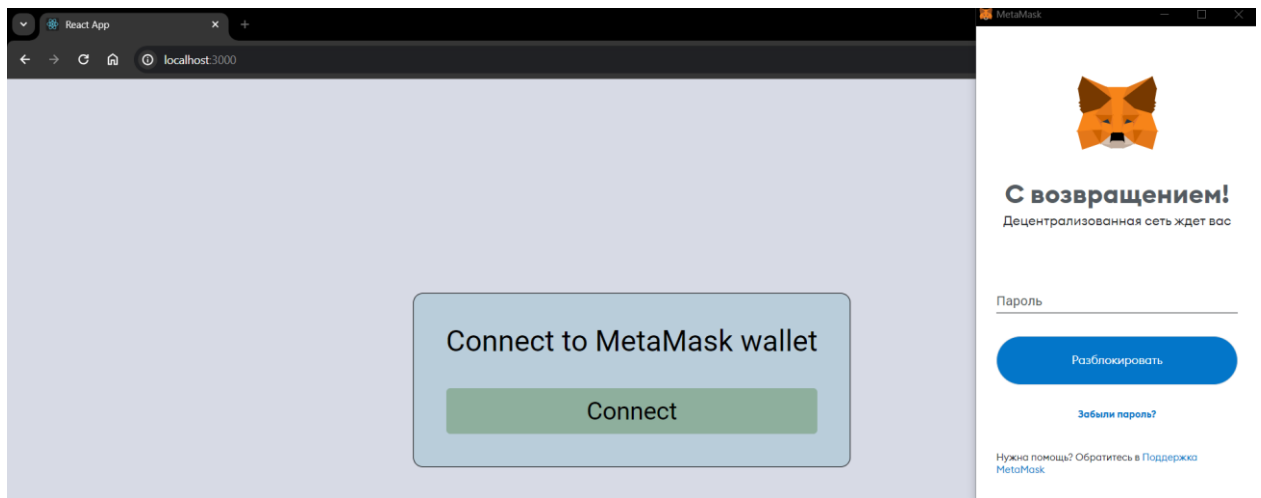 React App
MetaMask
localhost:3000
С возвращением!
Децентрализованная сеть ждет вас
Пароль
Connect to MetaMask wallet
Разблокировать
Connect
Забыли пароль?
Нужна помощь? Обратитесь в Поддержка
MetaMask